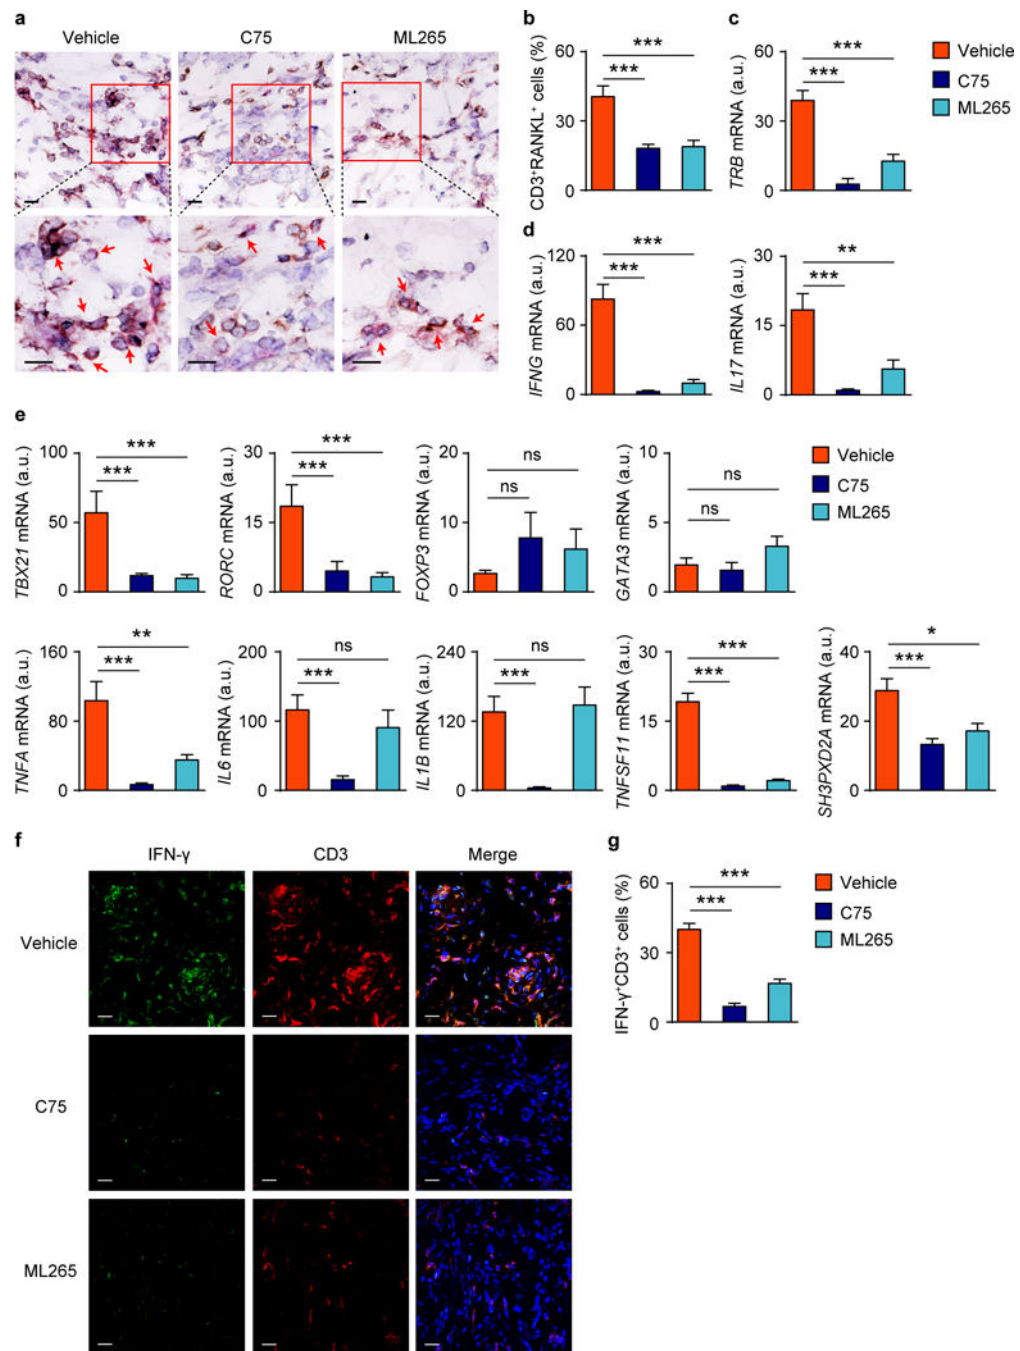 a
Vehicle C75 ML265
b
CD3⁺RANKL⁺ cells (%)
60
40
20
0
***
***
c
TRB mRNA (a.u.)
60
30
0
***
***
Vehicle
C75
ML265
d
IFNG mRNA (a.u.)
120
60
0
***
***
IL17 mRNA (a.u.)
30
15
0
**
***
e
TBX21 mRNA (a.u.)
100
50
0
***
***
RORC mRNA (a.u.)
30
15
0
***
***
FOXP3 mRNA (a.u.)
20
10
0
ns
ns
GATA3 mRNA (a.u.)
10
5
0
ns
ns
Vehicle
C75
ML265
TNFA mRNA (a.u.)
160
80
0
**
***
IL6 mRNA (a.u.)
200
100
0
ns
***
IL1B mRNA (a.u.)
240
120
0
ns
***
TNFSF11 mRNA (a.u.)
30
15
0
***
***
SH3PXD2A mRNA (a.u.)
40
20
0
*
***
f
IFN-γ CD3 Merge
Vehicle
C75
ML265
g
IFN-γ⁺CD3⁺ cells (%)
60
30
0
***
***
Vehicle
C75
ML265